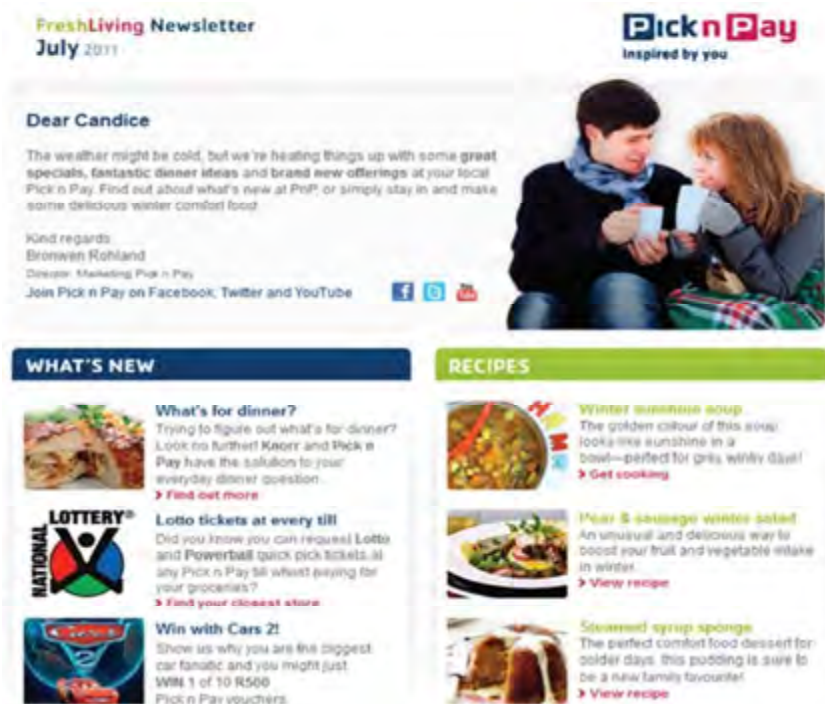 FreshLiving Newsletter
July 2011
Pick n Pay
Inspired by you
Dear Candice
The weather might be cold, but we're heating things up with some great
specials, fantastic dinner ideas and brand new offerings at your local
Pick n Pay. Find out about what's new at PnP or simply stay in and make
some delicious winter comfort food.
Kind regards
Bronwen Rohland
Director: Marketing Pick n Pay
Join Pick n Pay on Facebook, Twitter and YouTube
WHAT'S NEW
What's for dinner?
Trying to figure out what's for dinner?
Look no further! Knorr and Pick n
Pay have the solution to your
everyday dinner question.
> Find out more
NATIONAL LOTTERY®
Lotto tickets at every till
Did you know you can request Lotto
and Powerball quick pick tickets at
any Pick n Pay till whilst paying for
your groceries?
> Find your closest store
Win with Cars 2!
Show us why you are the biggest
car fanatic and you might just
WIN 1 of 10 R500
Pick n Pay vouchers.
RECIPES
Winter sunshine soup
The golden colour of this soup
looks like sunshine in a
bowl—perfect for grey wintry days!
> Get cooking
Pear & sausage winter salad
An unusual and delicious way to
boost your fruit and vegetable intake
in winter.
> View recipe
Steamed syrup sponge
The perfect comfort food dessert for
colder days, this pudding is sure to
be a new family favourite!
> View recipe